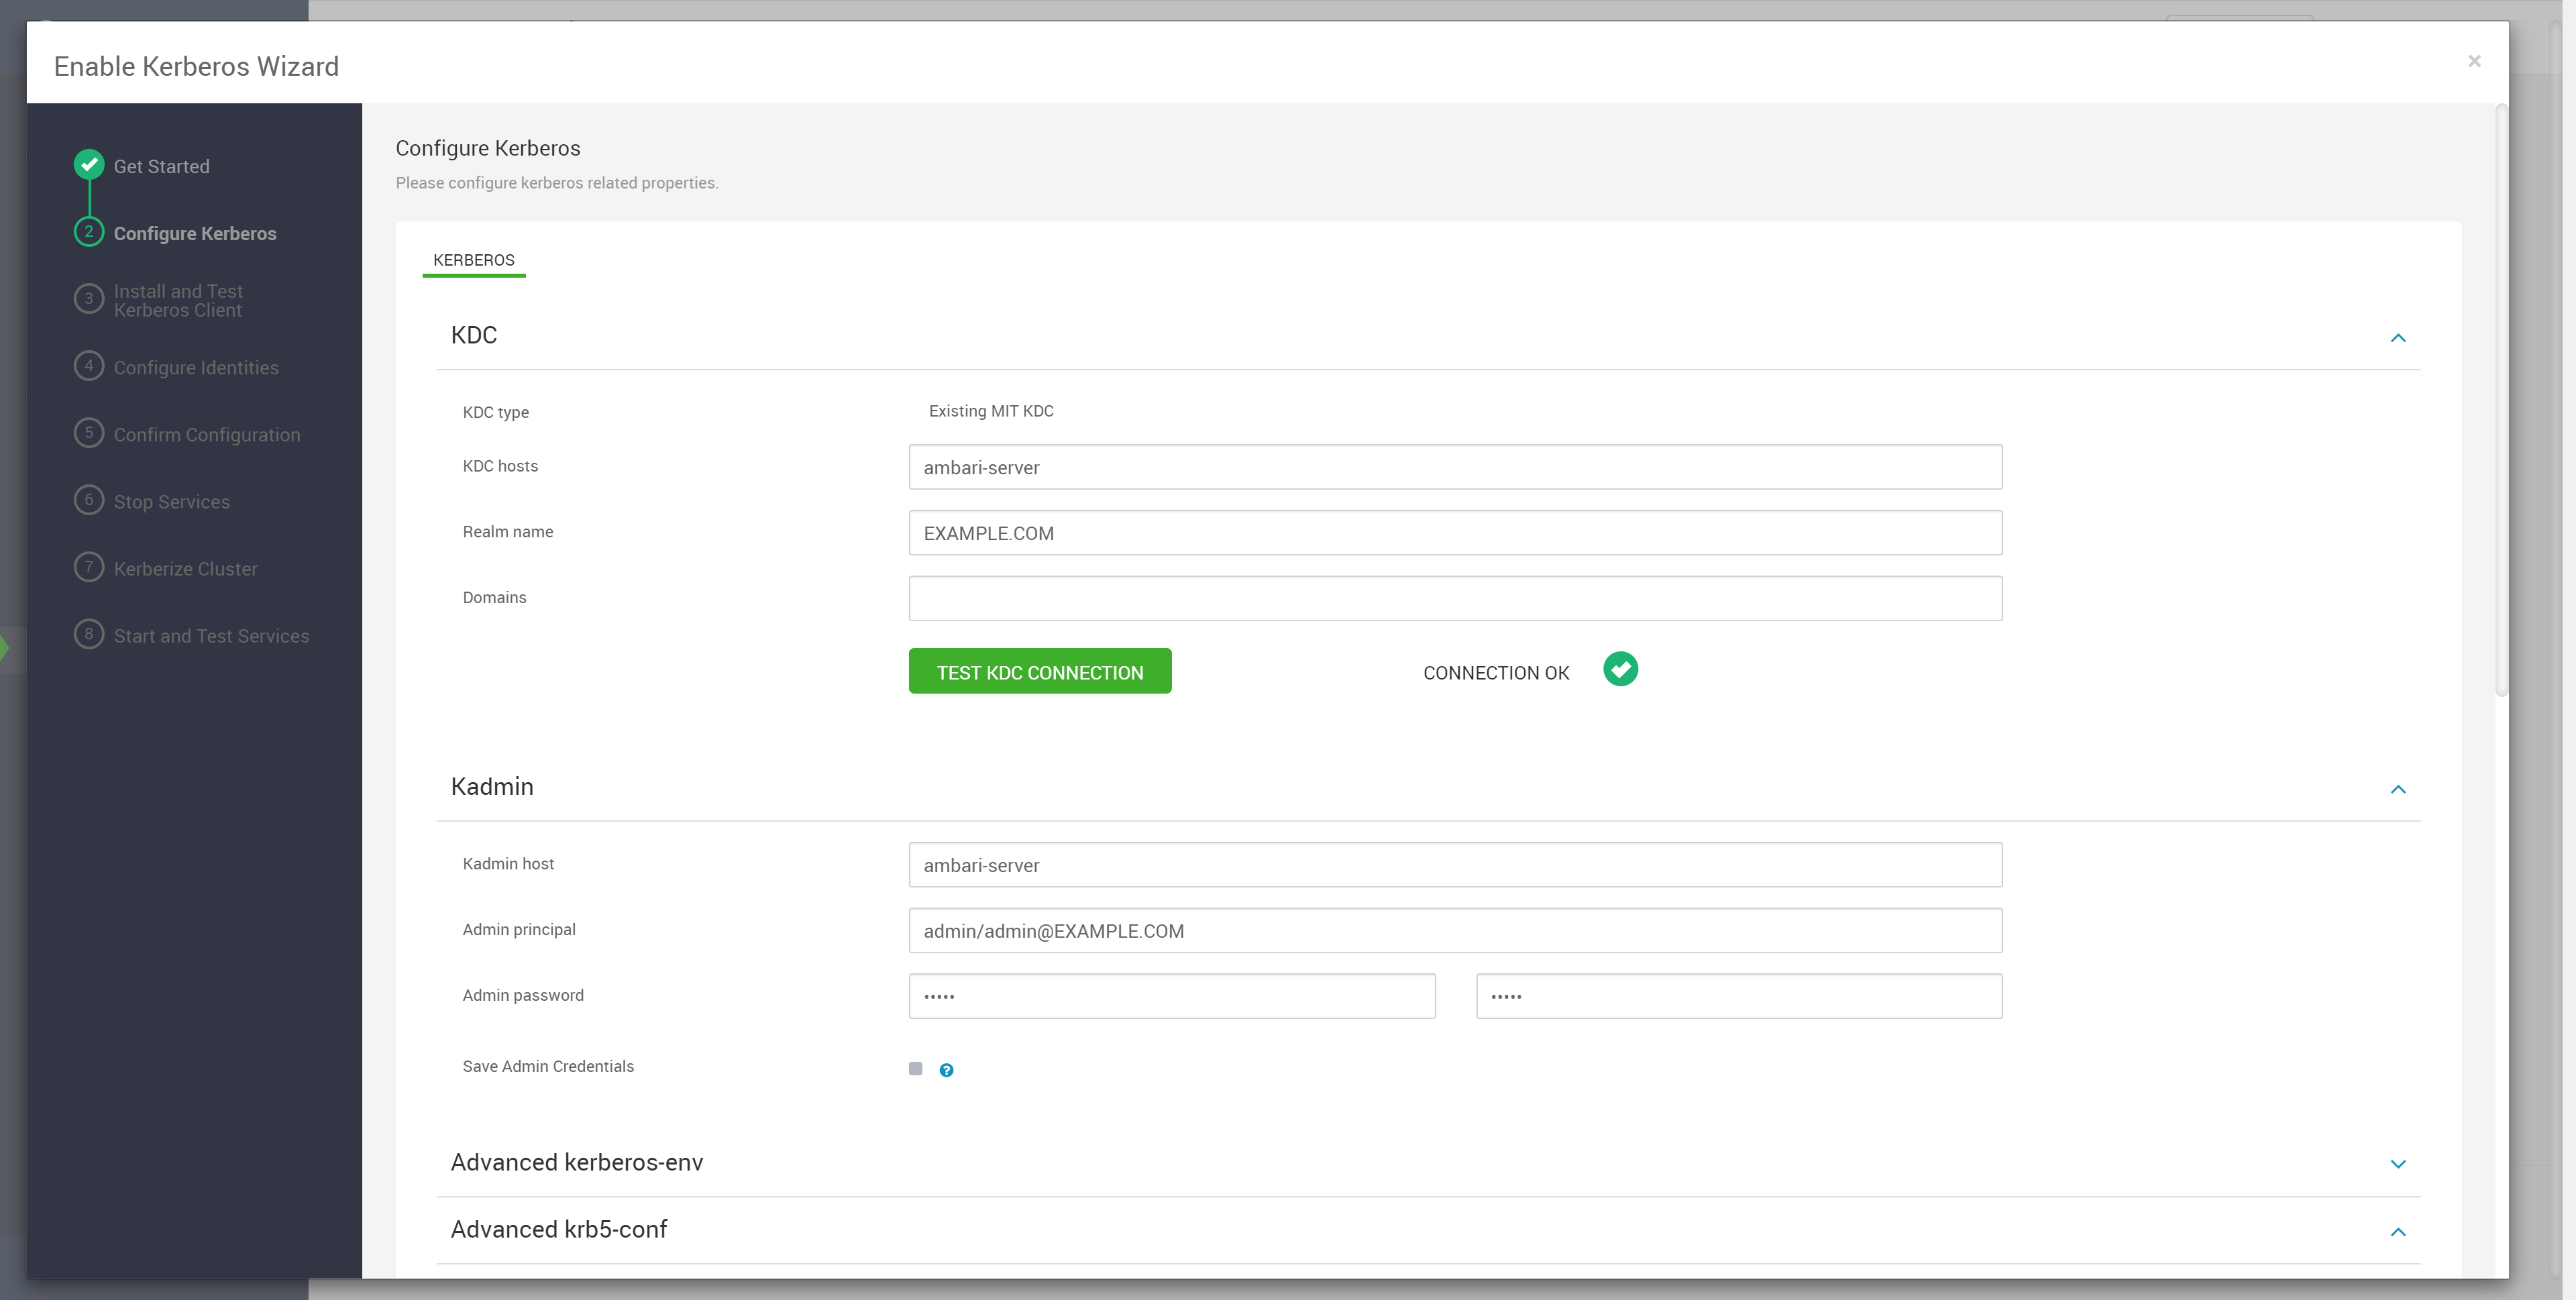 Enable Kerberos Wizard
×
Get Started
2 Configure Kerberos
3 Install and Test
Kerberos Client
4 Configure Identities
5 Confirm Configuration
6 Stop Services
7 Kerberize Cluster
8 Start and Test Services
Configure Kerberos
Please configure kerberos related properties.
KERBEROS
KDC
KDC type Existing MIT KDC
KDC hosts ambari-server
Realm name EXAMPLE.COM
Domains
TEST KDC CONNECTION CONNECTION OK
Kadmin
Kadmin host ambari-server
Admin principal admin/admin@EXAMPLE.COM
Admin password ••••• •••••
Save Admin Credentials ?
Advanced kerberos-env
Advanced krb5-conf